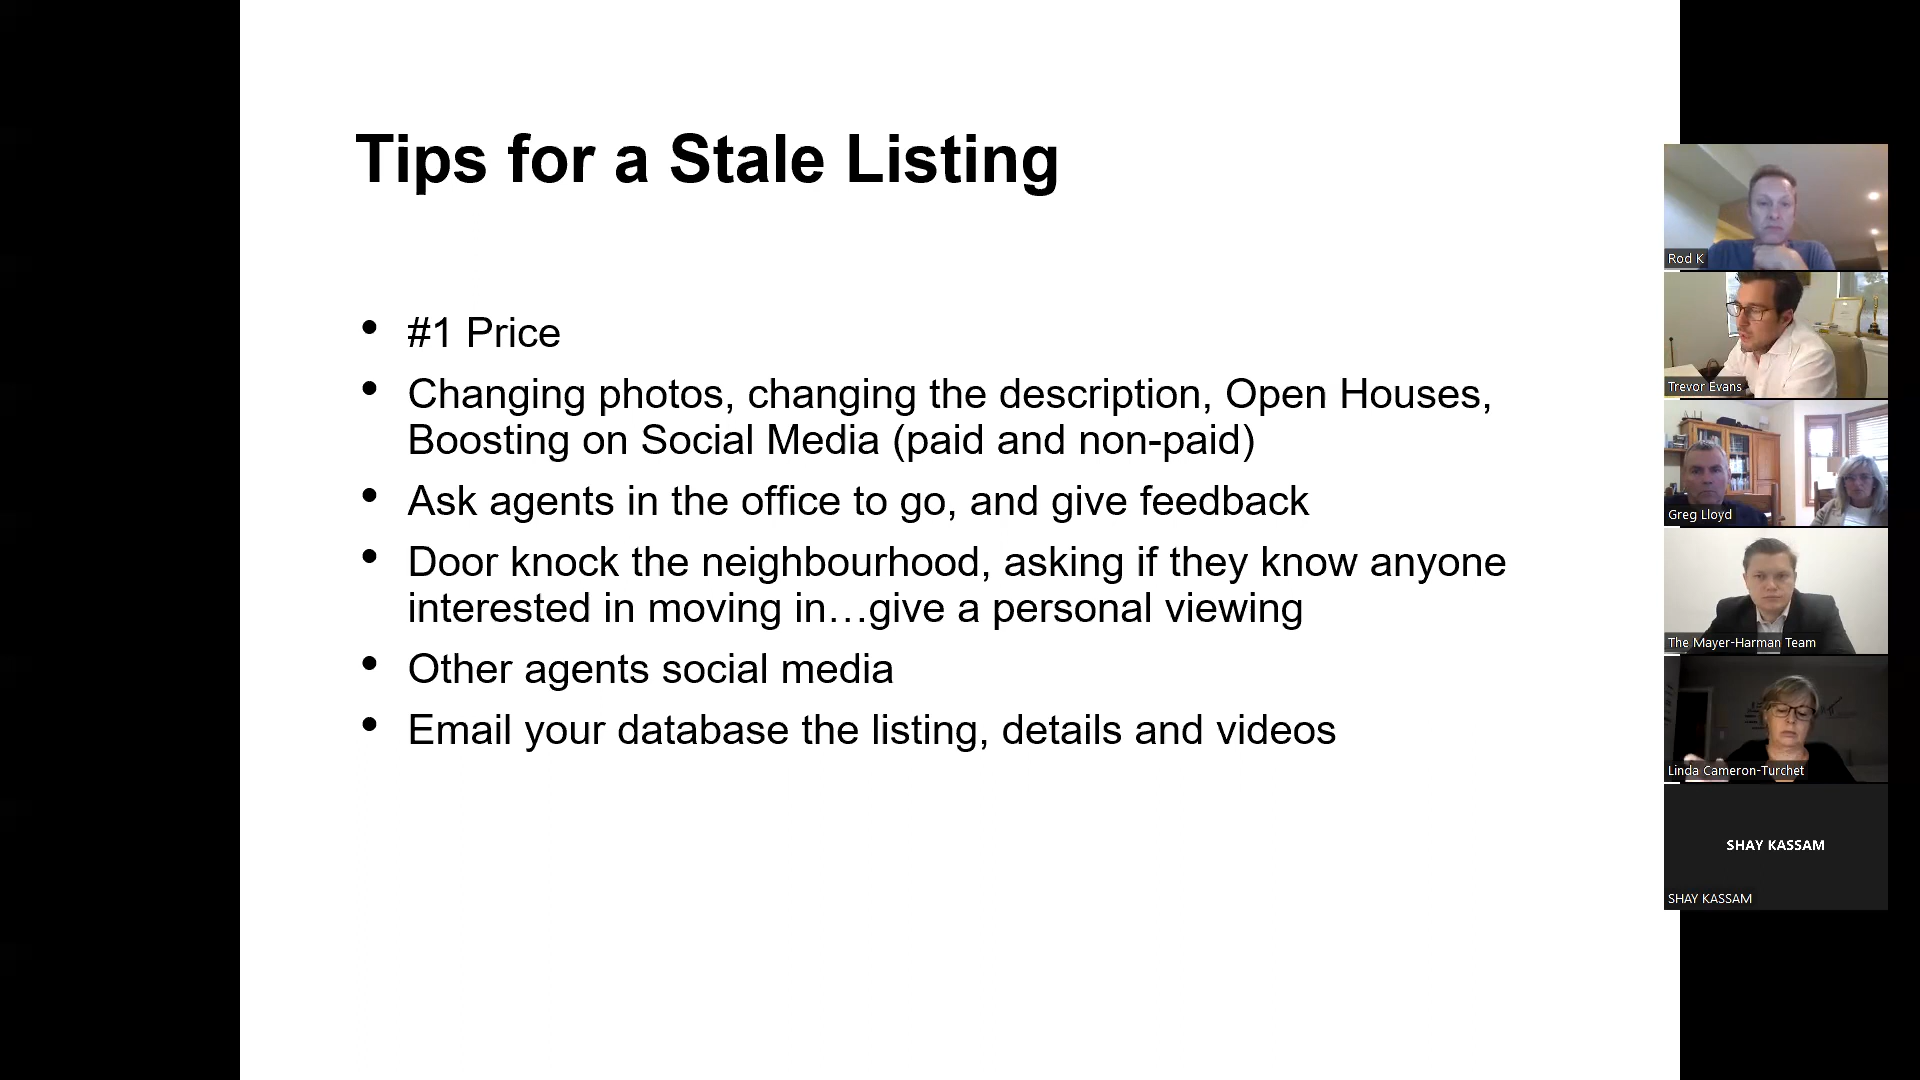 Tips for a Stale Listing
• #1 Price
• Changing photos, changing the description, Open Houses,
Boosting on Social Media (paid and non-paid)
• Ask agents in the office to go, and give feedback
• Door knock the neighbourhood, asking if they know anyone
interested in moving in…give a personal viewing
• Other agents social media
• Email your database the listing, details and videos
Rod K
Trevor Evans
Greg Lloyd
The Mayer-Harman Team
Linda Cameron-Turchet
SHAY KASSAM
SHAY KASSAM